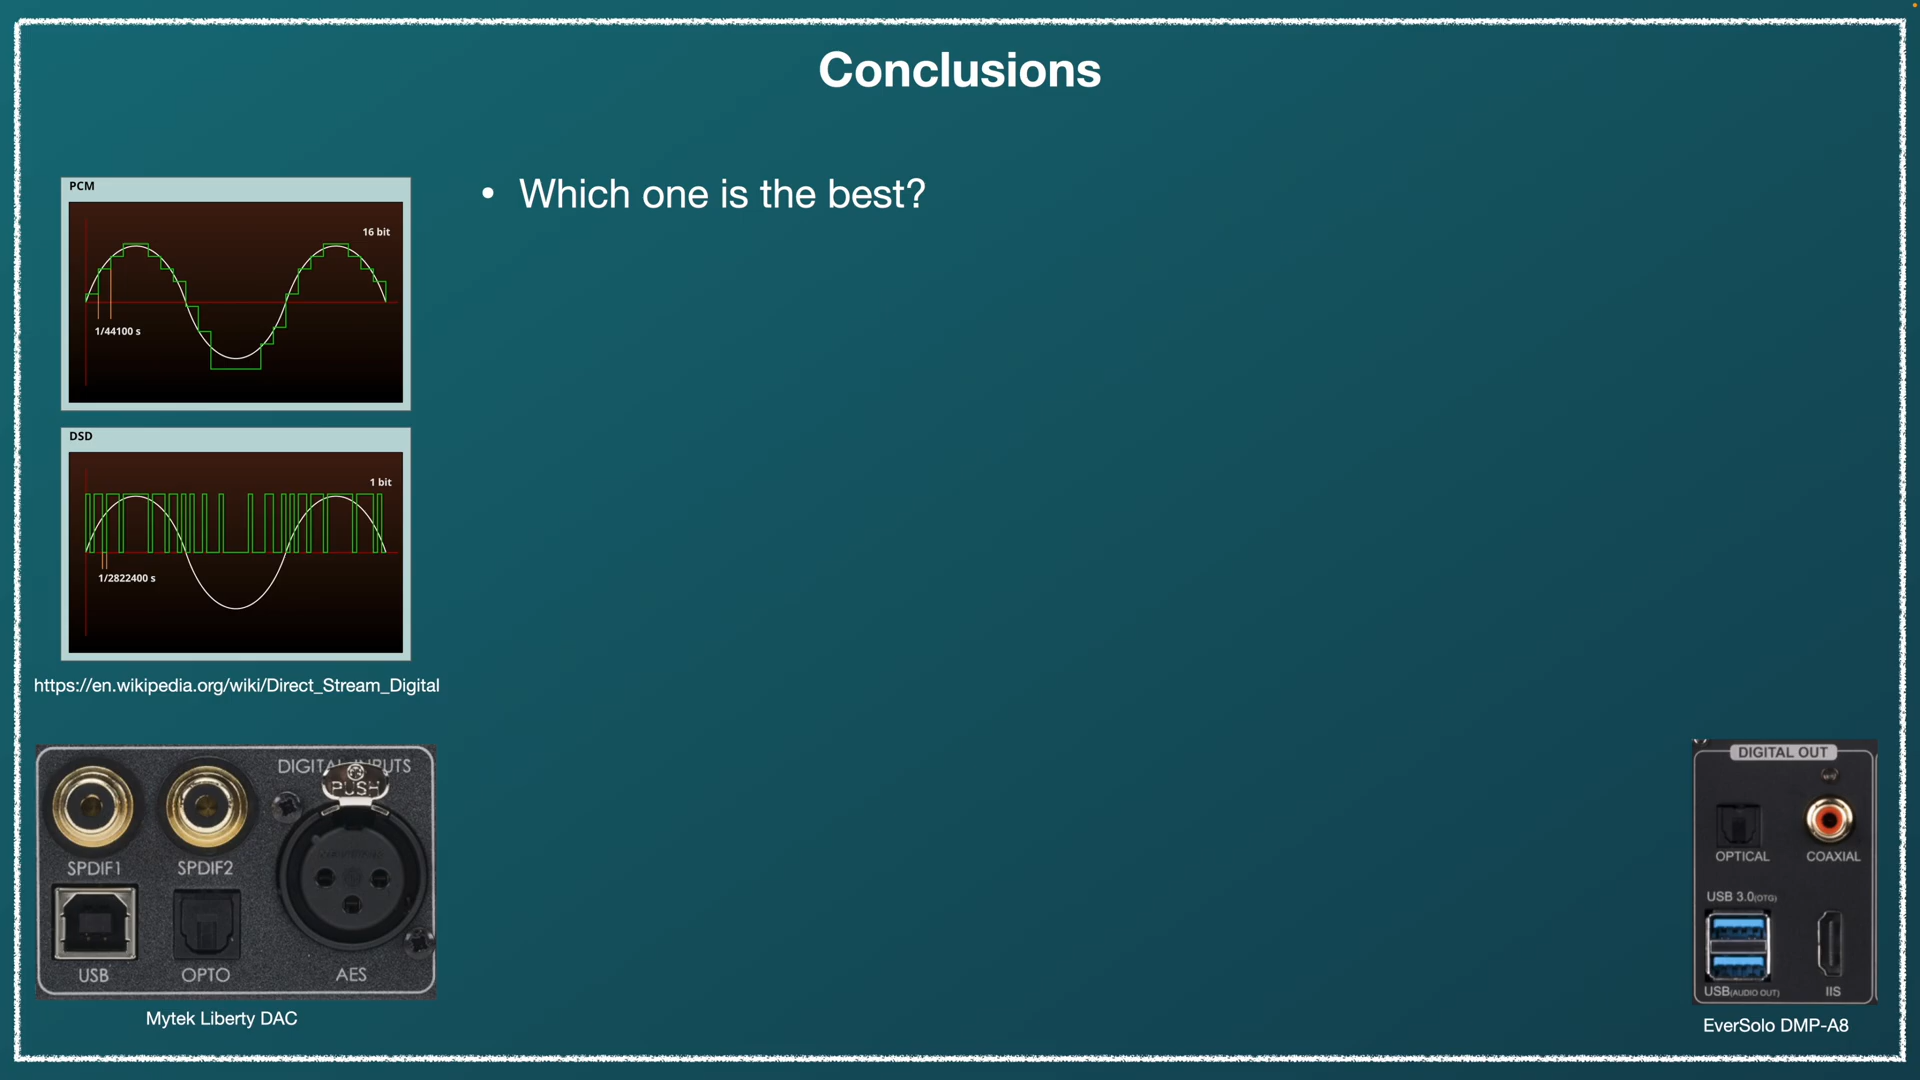 Conclusions
• Which one is the best?
PCM
16 bit
1/44100 s
DSD
1 bit
1/2822400 s
https://en.wikipedia.org/wiki/Direct_Stream_Digital
DIGITAL INPUTS
PUSH
SPDIF1
SPDIF2
USB
OPTO
AES
Mytek Liberty DAC
DIGITAL OUT
OPTICAL
COAXIAL
USB 3.0(OTG)
USB(AUDIO OUT)
IIS
EverSolo DMP-A8